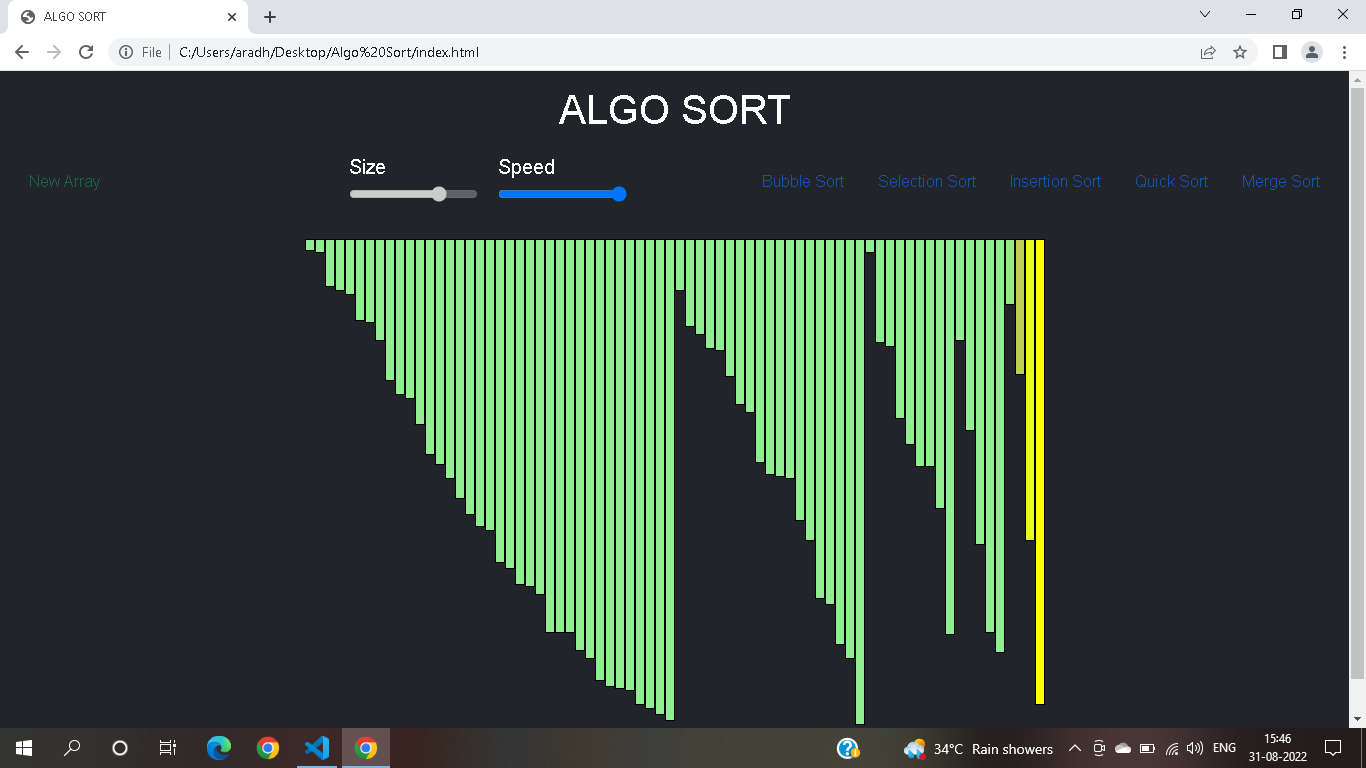 ALGO SORT
File C:/Users/aradh/Desktop/Algo%20Sort/index.html
ALGO SORT
Size Speed
New Array Bubble Sort Selection Sort Insertion Sort Quick Sort Merge Sort
34°C Rain showers ENG 15:46
31-08-2022